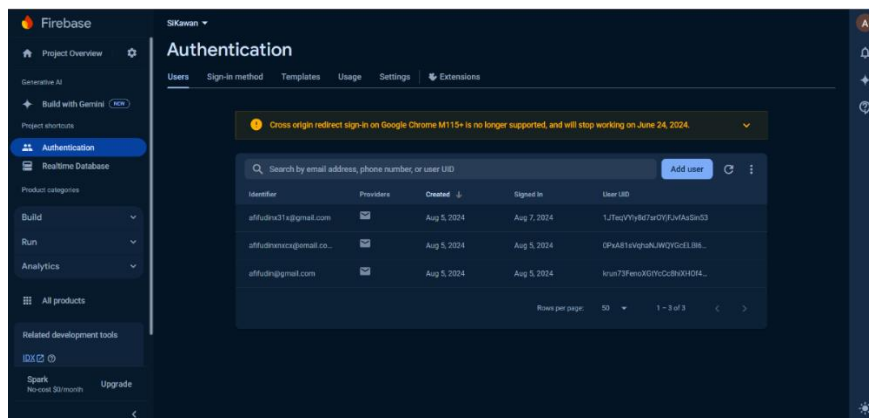 Firebase
Project Overview
Generative AI
Build with Gemini NEW
Project shortcuts
Authentication
Realtime Database
Product categories
Build
Run
Analytics
All products
Related development tools
IDX
Spark
No-cost $0/month
Upgrade
SiKawan
Authentication
Users Sign-in method Templates Usage Settings Extensions
Cross origin redirect sign-in on Google Chrome M115+ is no longer supported, and will stop working on June 24, 2024.
Search by email address, phone number, or user UID
Add user
Identifier Providers Created Signed In User UID
afifudinx31x@gmail.com Aug 5, 2024 Aug 7, 2024
Aug 5, 2024 Aug 5, 2024
afifudin@gmail.com Aug 5, 2024 Aug 5, 2024
Rows per page: 50 1 – 3 of 3
A